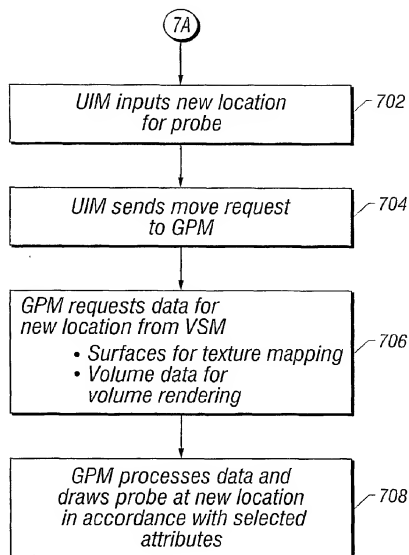 7A
UIM inputs new location
for probe
702
UIM sends move request
to GPM
704
GPM requests data for
new location from VSM
• Surfaces for texture mapping
• Volume data for
volume rendering
706
GPM processes data and
draws probe at new location
in accordance with selected
attributes
708